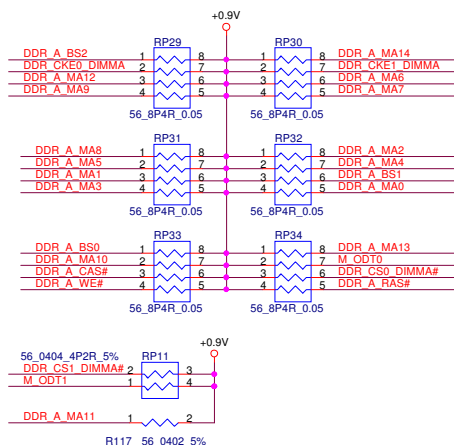 +0.9V
RP29 RP30
DDR_A_BS2 1 8 1 8 DDR_A_MA14
DDR_CKE0_DIMMA 2 7 2 7 DDR_CKE1_DIMMA
DDR_A_MA12 3 6 3 6 DDR_A_MA6
DDR_A_MA9 4 5 4 5 DDR_A_MA7
56_8P4R_0.05 56_8P4R_0.05
RP31 RP32
DDR_A_MA8 1 8 1 8 DDR_A_MA2
DDR_A_MA5 2 7 2 7 DDR_A_MA4
DDR_A_MA1 3 6 3 6 DDR_A_BS1
DDR_A_MA3 4 5 4 5 DDR_A_MA0
56_8P4R_0.05 56_8P4R_0.05
RP33 RP34
DDR_A_BS0 1 8 1 8 DDR_A_MA13
DDR_A_MA10 2 7 2 7 M_ODT0
DDR_A_CAS# 3 6 3 6 DDR_CS0_DIMMA#
DDR_A_WE# 4 5 4 5 DDR_A_RAS#
56_8P4R_0.05 56_8P4R_0.05
+0.9V
56_0404_4P2R_5% RP11
DDR_CS1_DIMMA# 2 3
M_ODT1 1 4
DDR_A_MA11 1 2
R117 56_0402_5%